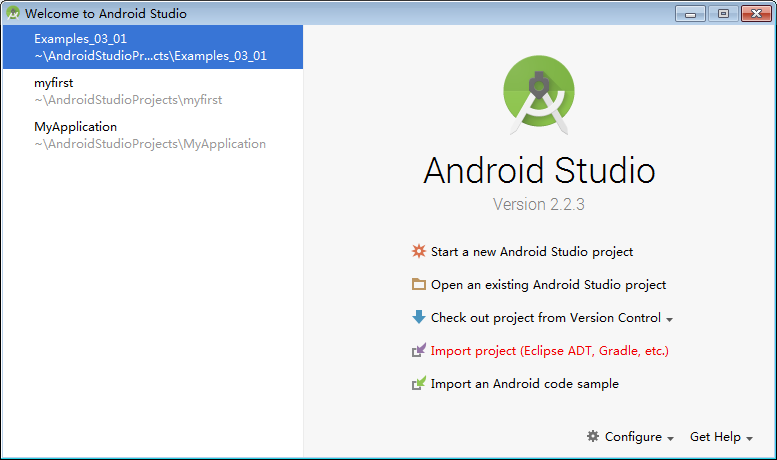 Welcome to Android Studio
Examples_03_01
~\AndroidStudioPr...cts\Examples_03_01
myfirst
~\AndroidStudioProjects\myfirst
MyApplication
~\AndroidStudioProjects\MyApplication
Android Studio
Version 2.2.3
Start a new Android Studio project
Open an existing Android Studio project
Check out project from Version Control
Import project (Eclipse ADT, Gradle, etc.)
Import an Android code sample
Configure
Get Help